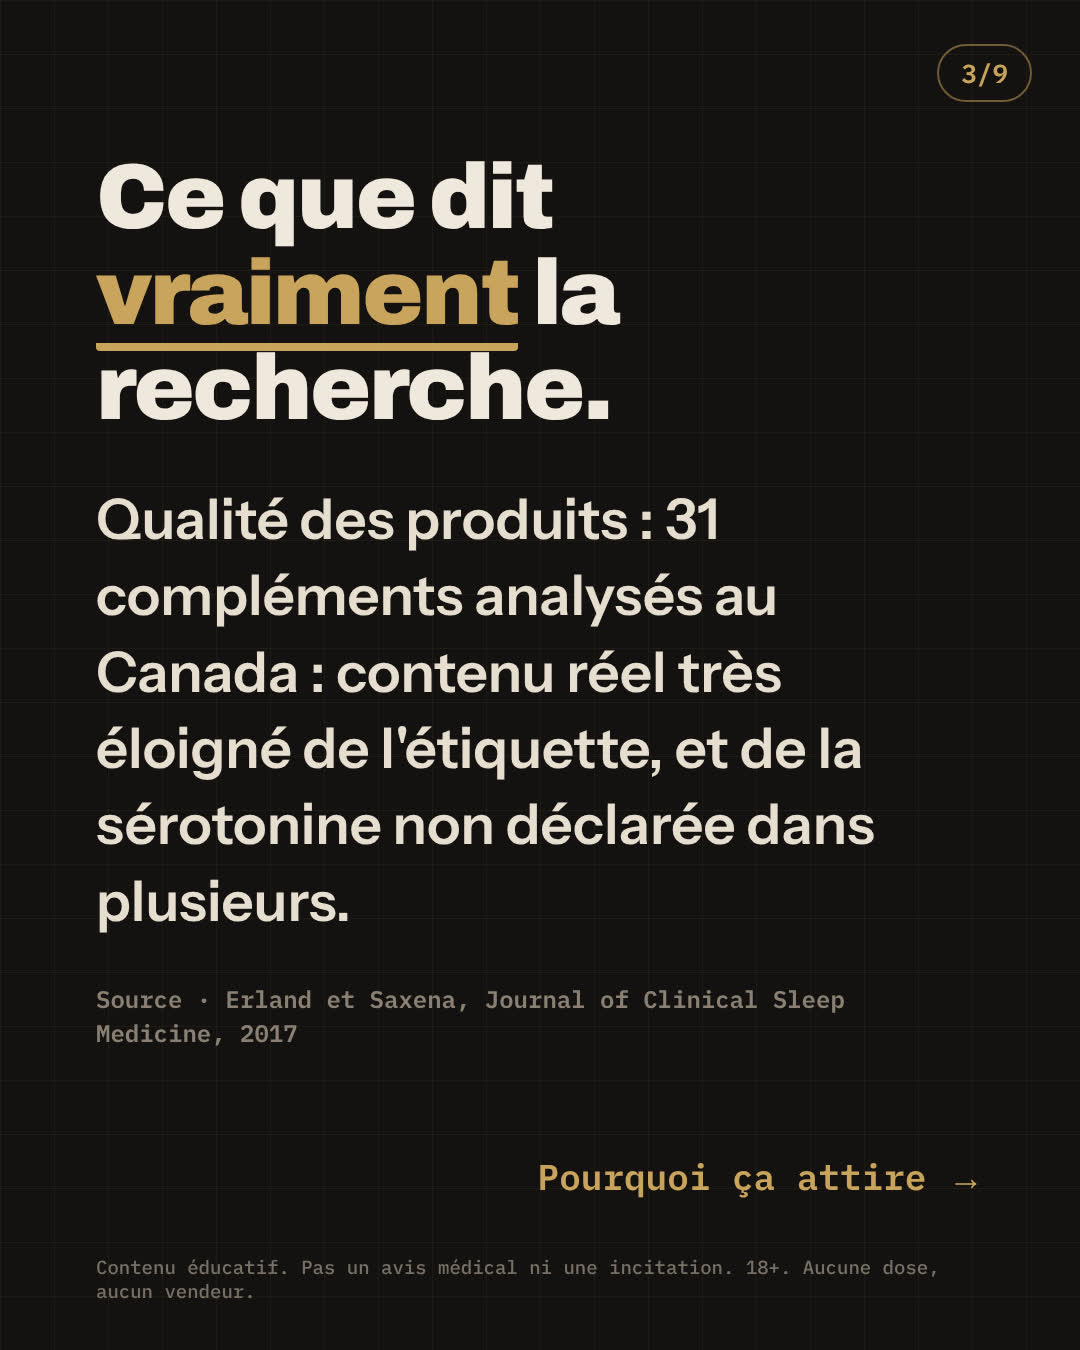 3/9
Ce que dit
vraiment la
recherche.
Qualité des produits : 31
compléments analysés au
Canada : contenu réel très
éloigné de l'étiquette, et de la
sérotonine non déclarée dans
plusieurs.
Source · Erland et Saxena, Journal of Clinical Sleep
Medicine, 2017
Pourquoi ça attire →
Contenu éducatif. Pas un avis médical ni une incitation. 18+. Aucune dose,
aucun vendeur.